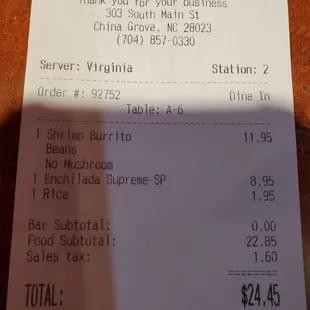 Thank you for your business
303 South Main St
China Grove, NC 28023
(704) 857-0330
Server: Virginia Station: 2
Order #: 92752 Dine In
Table: A-6
1 Shrimp Burrito 11.95
Beans
No Mushroom
1 Enchilada Supreme-SP 8.95
1 Rice 1.95
Bar Subtotal: 0.00
Food Subtotal: 22.85
Sales tax: 1.60
=======
TOTAL: $24.45